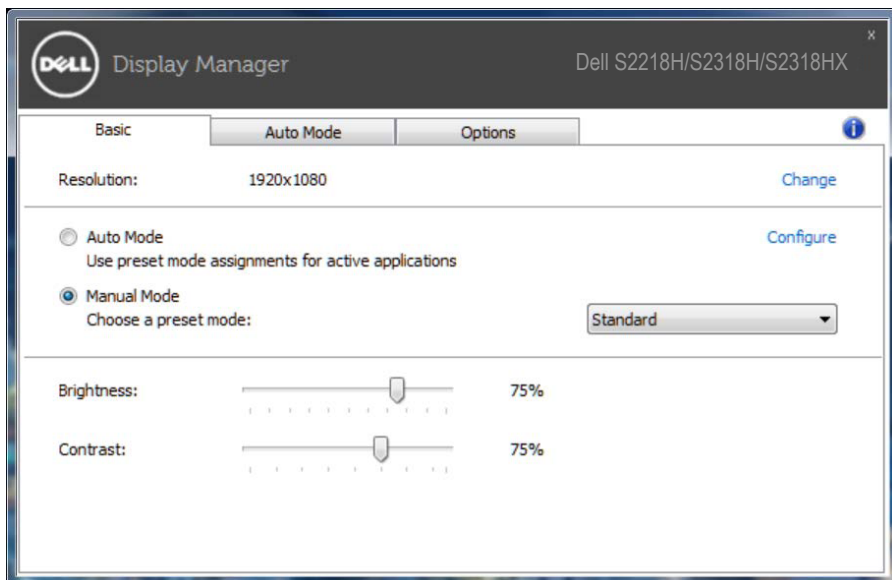 DELL Display Manager Dell S2218H/S2318H/S2318HX x
Basic Auto Mode Options i
Resolution: 1920x1080 Change
Auto Mode Configure
Use preset mode assignments for active applications
Manual Mode
Choose a preset mode: Standard
Brightness: 75%
Contrast: 75%